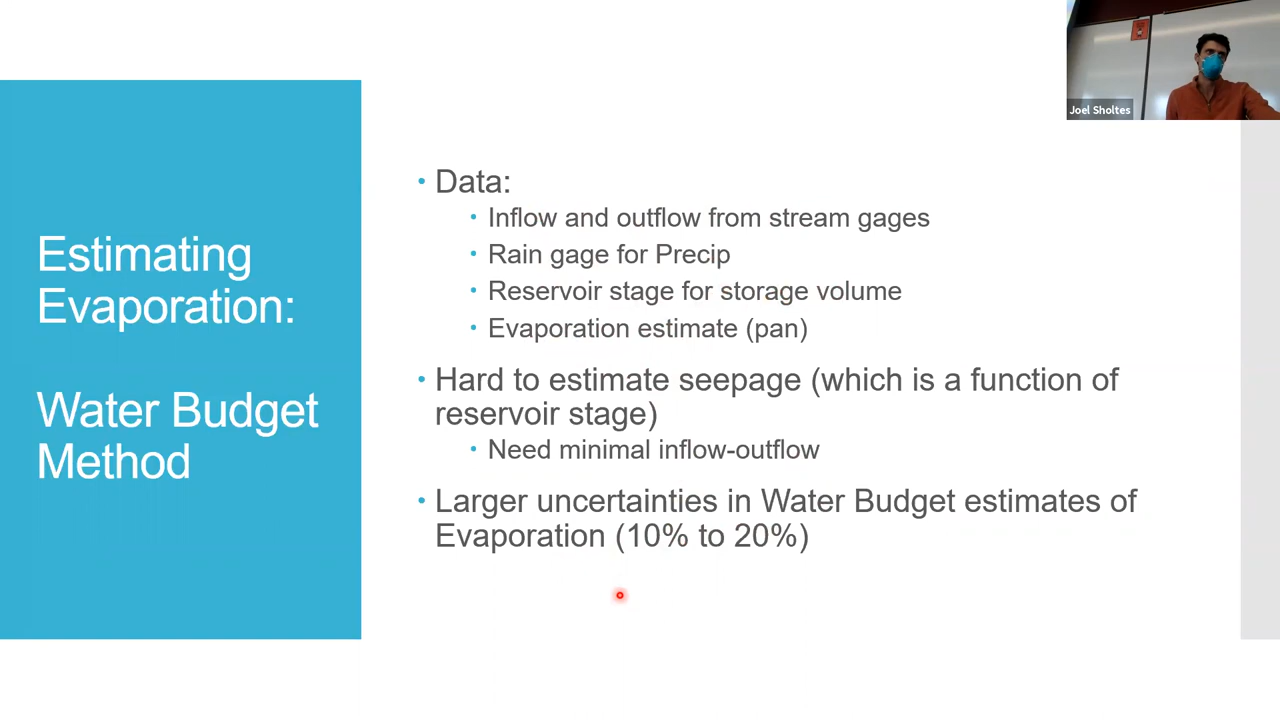 Joel Sholtes
Estimating
Evaporation:
Water Budget
Method
• Data:
• Inflow and outflow from stream gages
• Rain gage for Precip
• Reservoir stage for storage volume
• Evaporation estimate (pan)
• Hard to estimate seepage (which is a function of
reservoir stage)
• Need minimal inflow-outflow
• Larger uncertainties in Water Budget estimates of
Evaporation (10% to 20%)